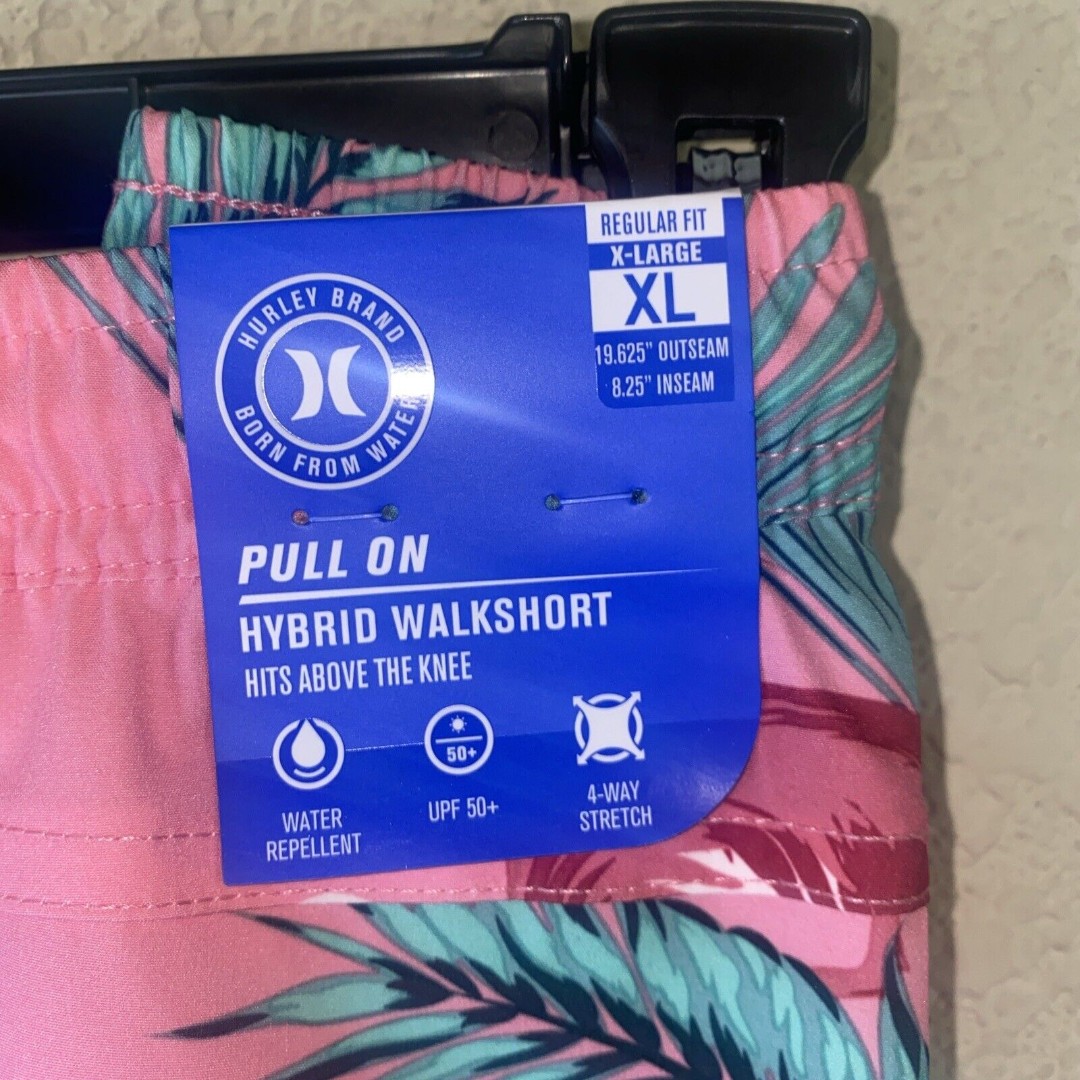 REGULAR FIT
X-LARGE
XL
19.625” OUTSEAM
8.25” INSEAM
HURLEY BRAND
BORN FROM WATER
PULL ON
HYBRID WALKSHORT
HITS ABOVE THE KNEE
50+
WATER
REPELLENT
UPF 50+
4-WAY
STRETCH